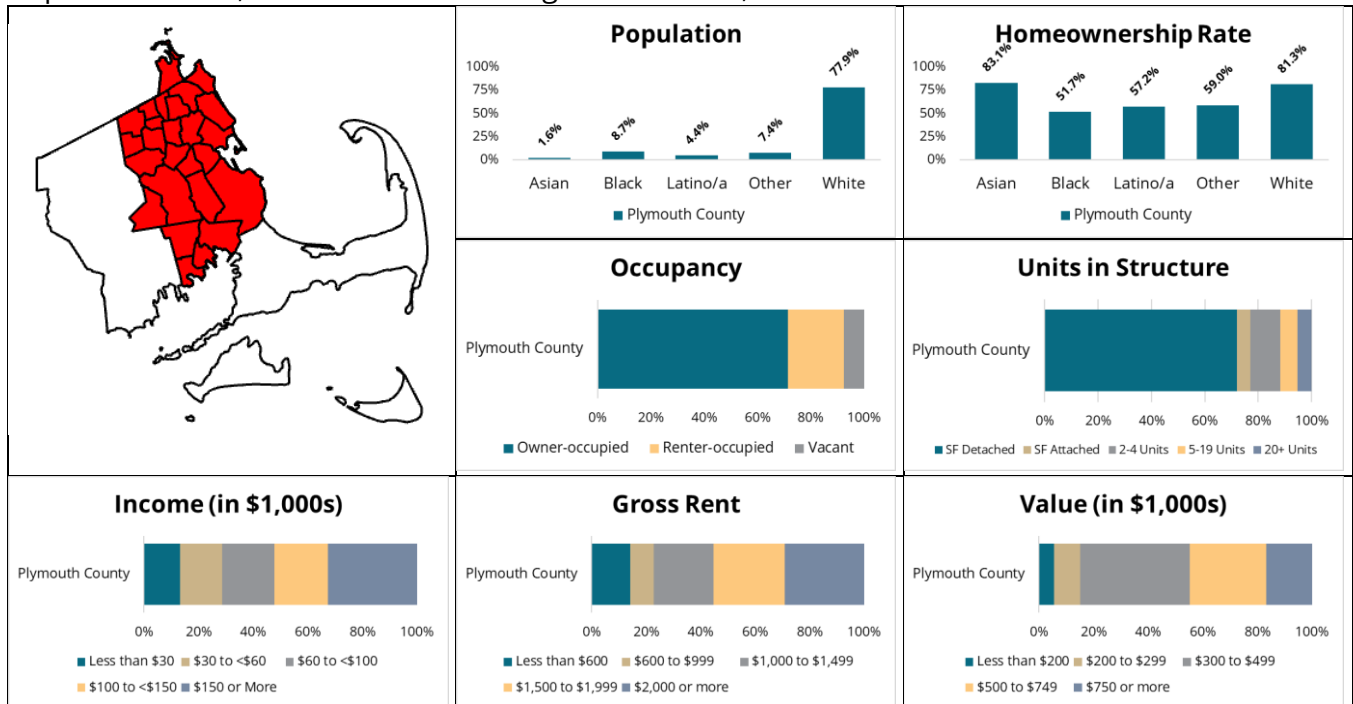 Population
100%
75%
50%
25%
0%
1.6%
8.7%
4.4%
7.4%
77.9%
Asian Black Latino/a Other White
Plymouth County
Homeownership Rate
100%
75%
50%
25%
0%
83.1%
51.7%
57.2%
59.0%
81.3%
Asian Black Latino/a Other White
Plymouth County
Occupancy
Plymouth County
0% 20% 40% 60% 80% 100%
Owner-occupied Renter-occupied Vacant
Units in Structure
Plymouth County
0% 20% 40% 60% 80% 100%
SF Detached SF Attached 2-4 Units 5-19 Units 20+ Units
Income (in $1,000s)
Plymouth County
0% 20% 40% 60% 80% 100%
Less than $30 $30 to <$60 $60 to <$100
$100 to <$150 $150 or More
Gross Rent
Plymouth County
0% 20% 40% 60% 80% 100%
Less than $600 $600 to $999 $1,000 to $1,499
$1,500 to $1,999 $2,000 or more
Value (in $1,000s)
Plymouth County
0% 20% 40% 60% 80% 100%
Less than $200 $200 to $299 $300 to $499
$500 to $749 $750 or more